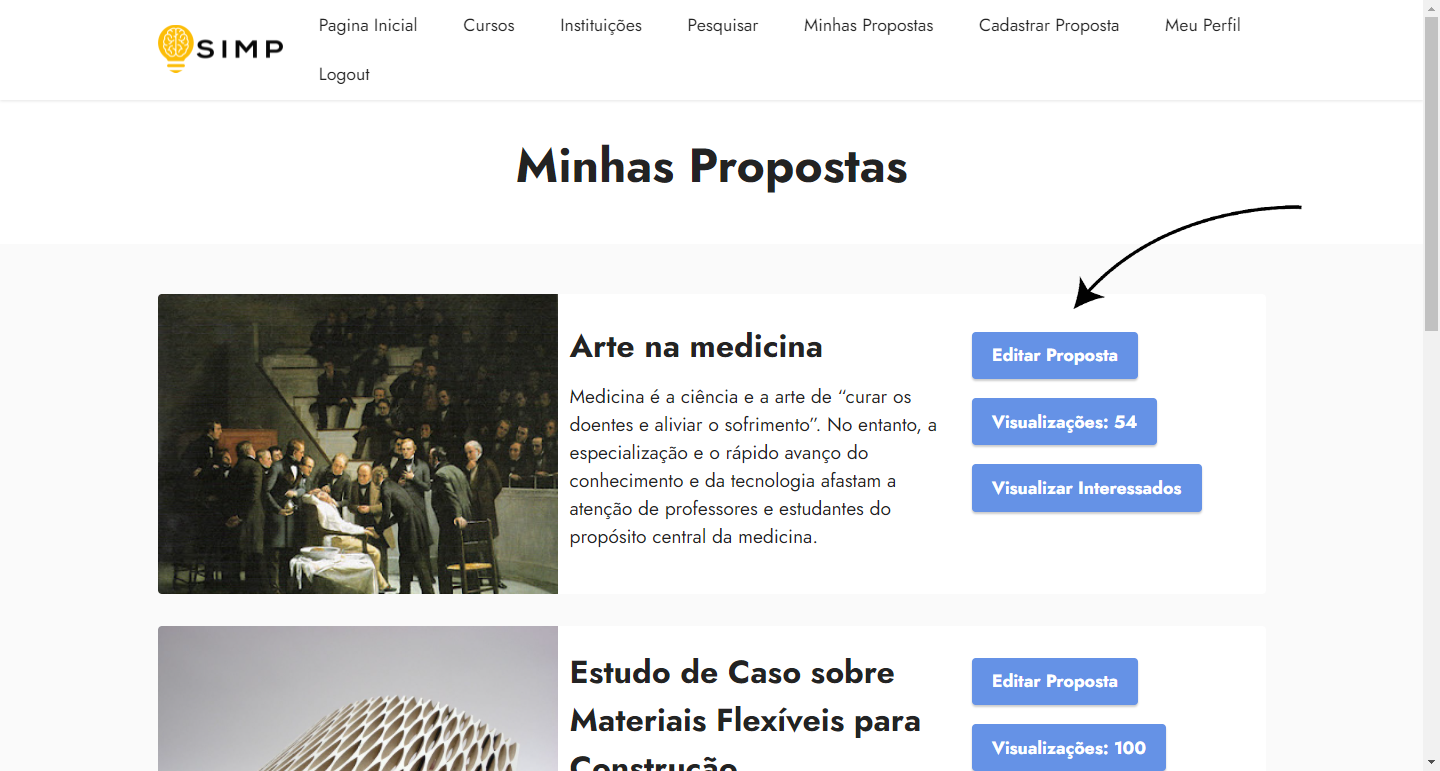 SIMP
Pagina Inicial
Cursos
Instituições
Pesquisar
Minhas Propostas
Cadastrar Proposta
Meu Perfil
Logout
Minhas Propostas
Arte na medicina
Medicina é a ciência e a arte de “curar os
doentes e aliviar o sofrimento”. No entanto, a
especialização e o rápido avanço do
conhecimento e da tecnologia afastam a
atenção de professores e estudantes do
propósito central da medicina.
Editar Proposta
Visualizações: 54
Visualizar Interessados
Estudo de Caso sobre
Materiais Flexíveis para
Construção
Editar Proposta
Visualizações: 100